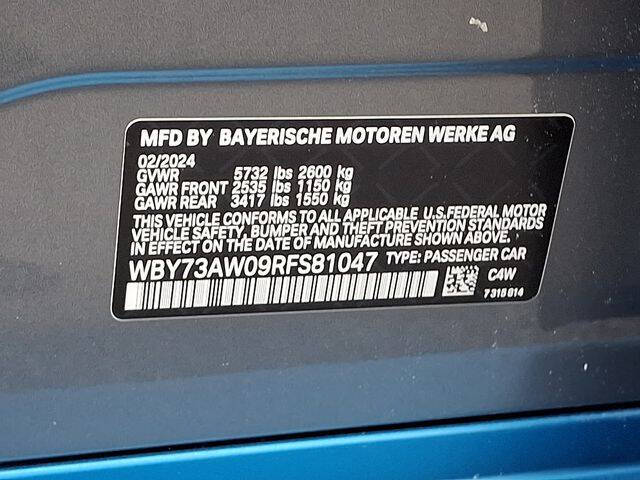 MFD BY BAYERISCHE MOTOREN WERKE AG
02/2024
GVWR 5732 lbs 2600 kg
GAWR FRONT 2535 lbs 1150 kg
GAWR REAR 3417 lbs 1550 kg
THIS VEHICLE CONFORMS TO ALL APPLICABLE U.S.FEDERAL MOTOR
VEHICLE SAFETY, BUMPER AND THEFT PREVENTION STANDARDS
IN EFFECT ON THE DATE OF MANUFACTURE SHOWN ABOVE.
WBY73AW09RFS81047 TYPE: PASSENGER CAR
C4W
7318814